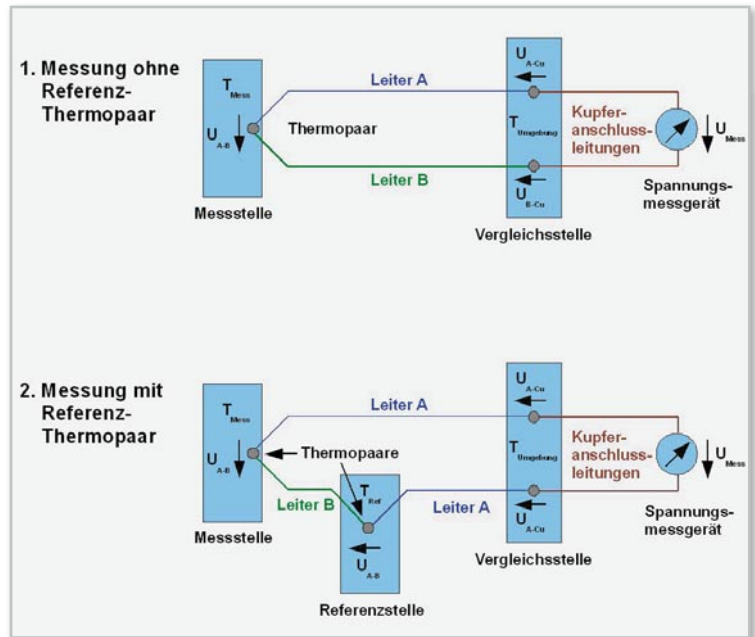 1. Messung ohne
Referenz-
Thermopaar
T Mess
U A-B
Messstelle
Leiter A
Thermopaar
Leiter B
U A-Cu
T Umgebung
U B-Cu
Vergleichsstelle
Kupfer-
anschluss-
leitungen
U Mess
Spannungs-
messgerät
2. Messung mit
Referenz-
Thermopaar
T Mess
U A-B
Messstelle
Leiter A
Thermopaare
Leiter B
T Ref
U A-B
Referenzstelle
Leiter A
U A-Cu
T Umgebung
U A-Cu
Vergleichsstelle
Kupfer-
anschluss-
leitungen
U Mess
Spannungs-
messgerät